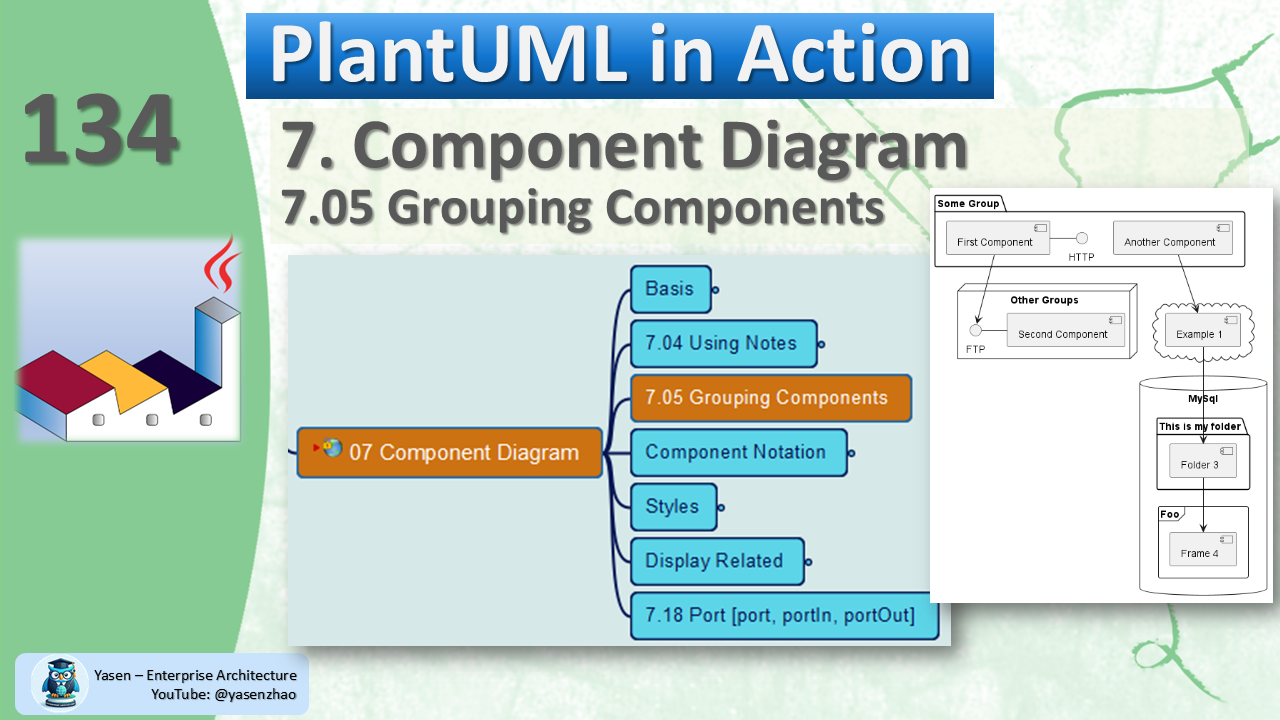 PlantUML in Action
134
7. Component Diagram
7.05 Grouping Components
07 Component Diagram
Basis
7.04 Using Notes
7.05 Grouping Components
Component Notation
Styles
Display Related
7.18 Port [port, portIn, portOut]
Some Group
First Component
HTTP
Another Component
Other Groups
FTP
Second Component
Example 1
MySql
This is my folder
Folder 3
Foo
Frame 4
Yasen – Enterprise Architecture
YouTube: @yasenzhao